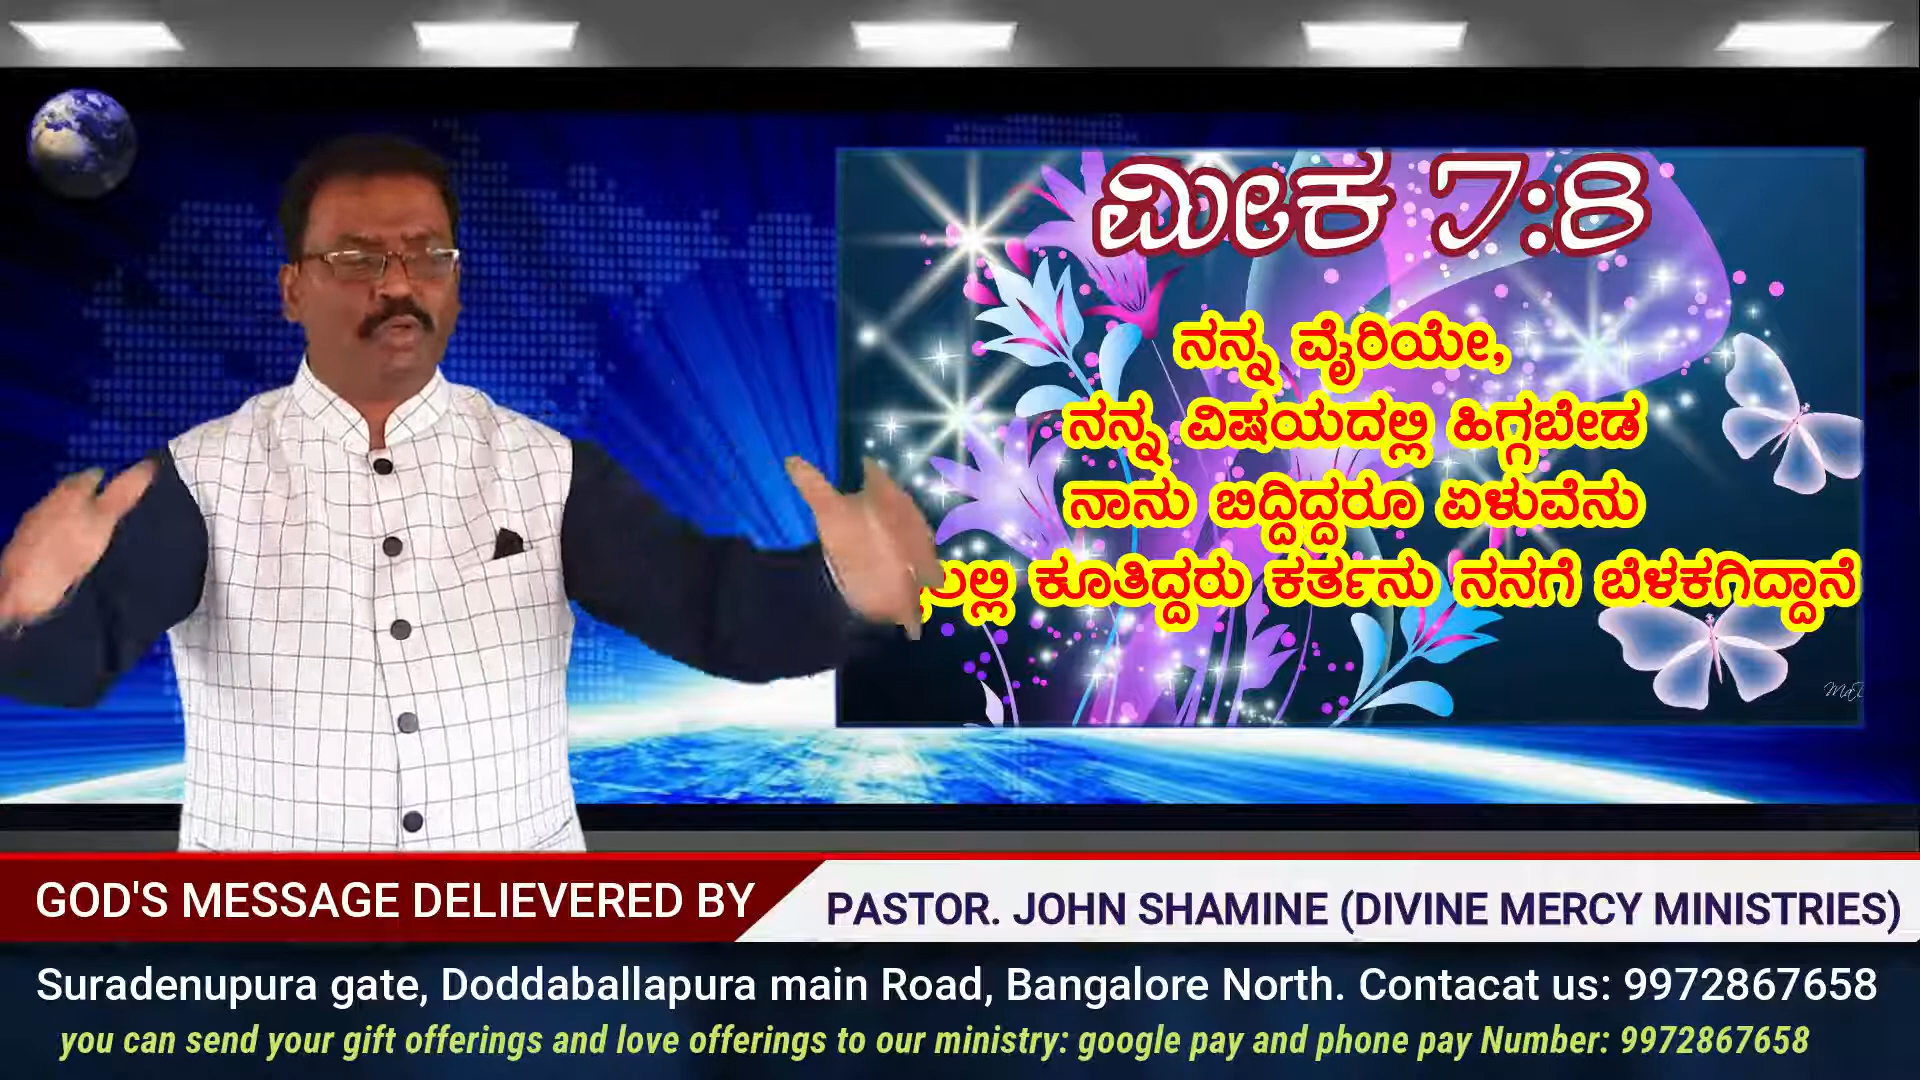 ಮೀಕ 7:8
ನನ್ನ ವೈರಿಯೇ,
ನನ್ನ ವಿಷಯದಲ್ಲಿ ಹಿಗ್ಗಬೇಡ
ನಾನು ಬಿದ್ದಿದ್ದರೂ ಏಳುವೆನು
ಕೂತಿದ್ದರು ಕರ್ತನು ನನಗೆ ಬೆಳಕಗಿದ್ದಾನೆ
GOD'S MESSAGE DELIEVERED BY
PASTOR. JOHN SHAMINE (DIVINE MERCY MINISTRIES)
Suradenupura gate, Doddaballapura main Road, Bangalore North. Contacat us: 9972867658
you can send your gift offerings and love offerings to our ministry: google pay and phone pay Number: 9972867658